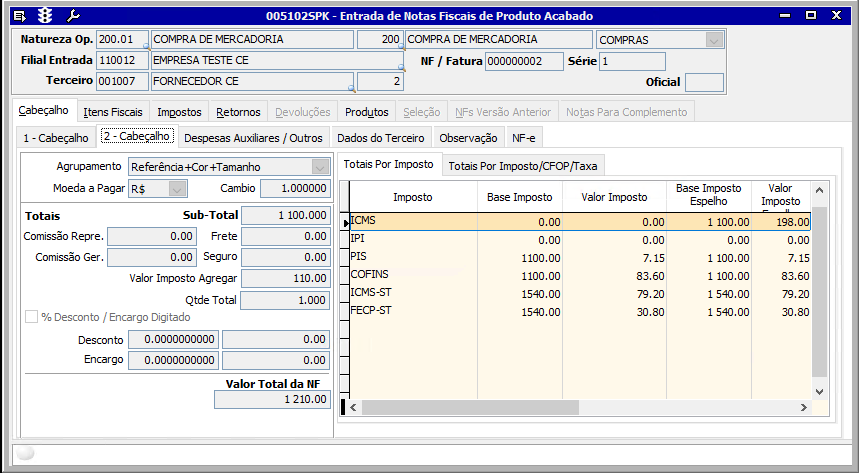 005102SPK - Entrada de Notas Fiscais de Produto Acabado
Natureza Op. 200.01 COMPRA DE MERCADORIA 200 COMPRA DE MERCADORIA COMPRAS
Filial Entrada 110012 EMPRESA TESTE CE NF / Fatura 000000002 Série 1
Terceiro 001007 FORNECEDOR CE 2 Oficial
Cabeçalho Itens Fiscais Impostos Retornos Devoluções Produtos Seleção NFs Versão Anterior Notas Para Complemento
1 - Cabeçalho 2 - Cabeçalho Despesas Auxiliares / Outros Dados do Terceiro Observação NF-e
Agrupamento Referência+Cor+Tamanho
Moeda a Pagar R$ Cambio 1.000000
Totais Sub-Total 1 100.000
Comissão Repre. 0.00 Frete 0.00
Comissão Ger. 0.00 Seguro 0.00
Valor Imposto Agregar 110.00
Qtde Total 1.000
% Desconto / Encargo Digitado
Desconto 0.0000000000 0.00
Encargo 0.0000000000 0.00
Valor Total da NF
1 210.00
Totais Por Imposto Totais Por Imposto/CFOP/Taxa
Imposto Base Imposto Valor Imposto Base Imposto Espelho Valor Imposto Espelho
ICMS 0.00 0.00 1 100.00 198.00
IPI 0.00 0.00 0.00 0.00
PIS 1100.00 7.15 1 100.00 7.15
COFINS 1100.00 83.60 1 100.00 83.60
ICMS-ST 1540.00 79.20 1 540.00 79.20
FECP-ST 1540.00 30.80 1 540.00 30.80